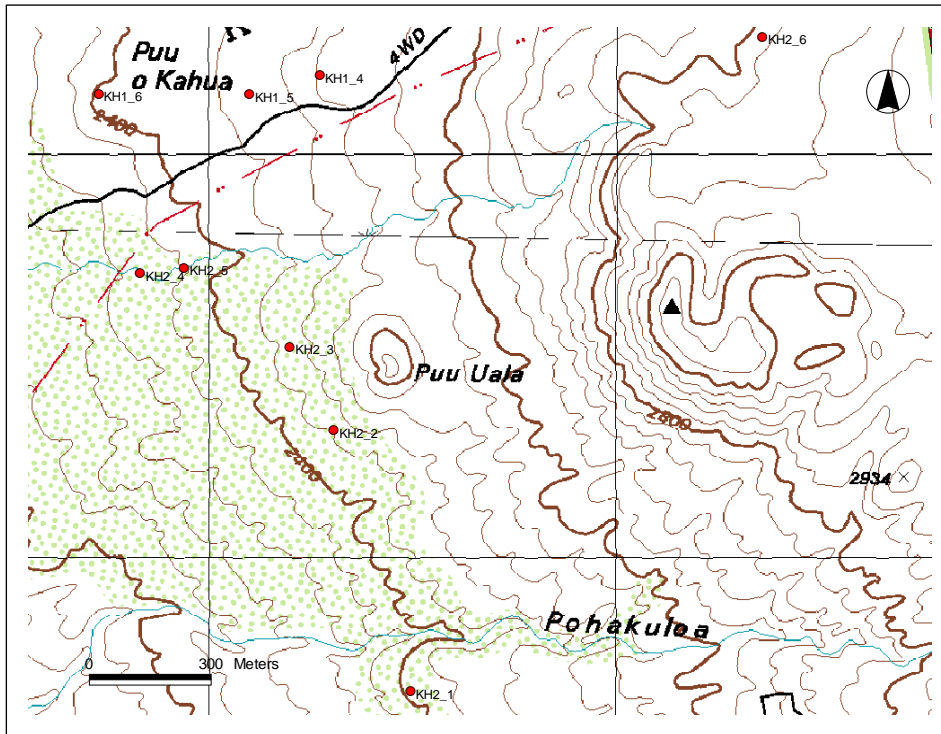 Puu
o Kahua
4WD
KH2_6
KH1_4
KH1_6
KH1_5
2400
KH2_4
KH2_5
KH2_3
Puu Uala
2800
KH2_2
2400
2934
Pohakuloa
0 300 Meters
KH2_1